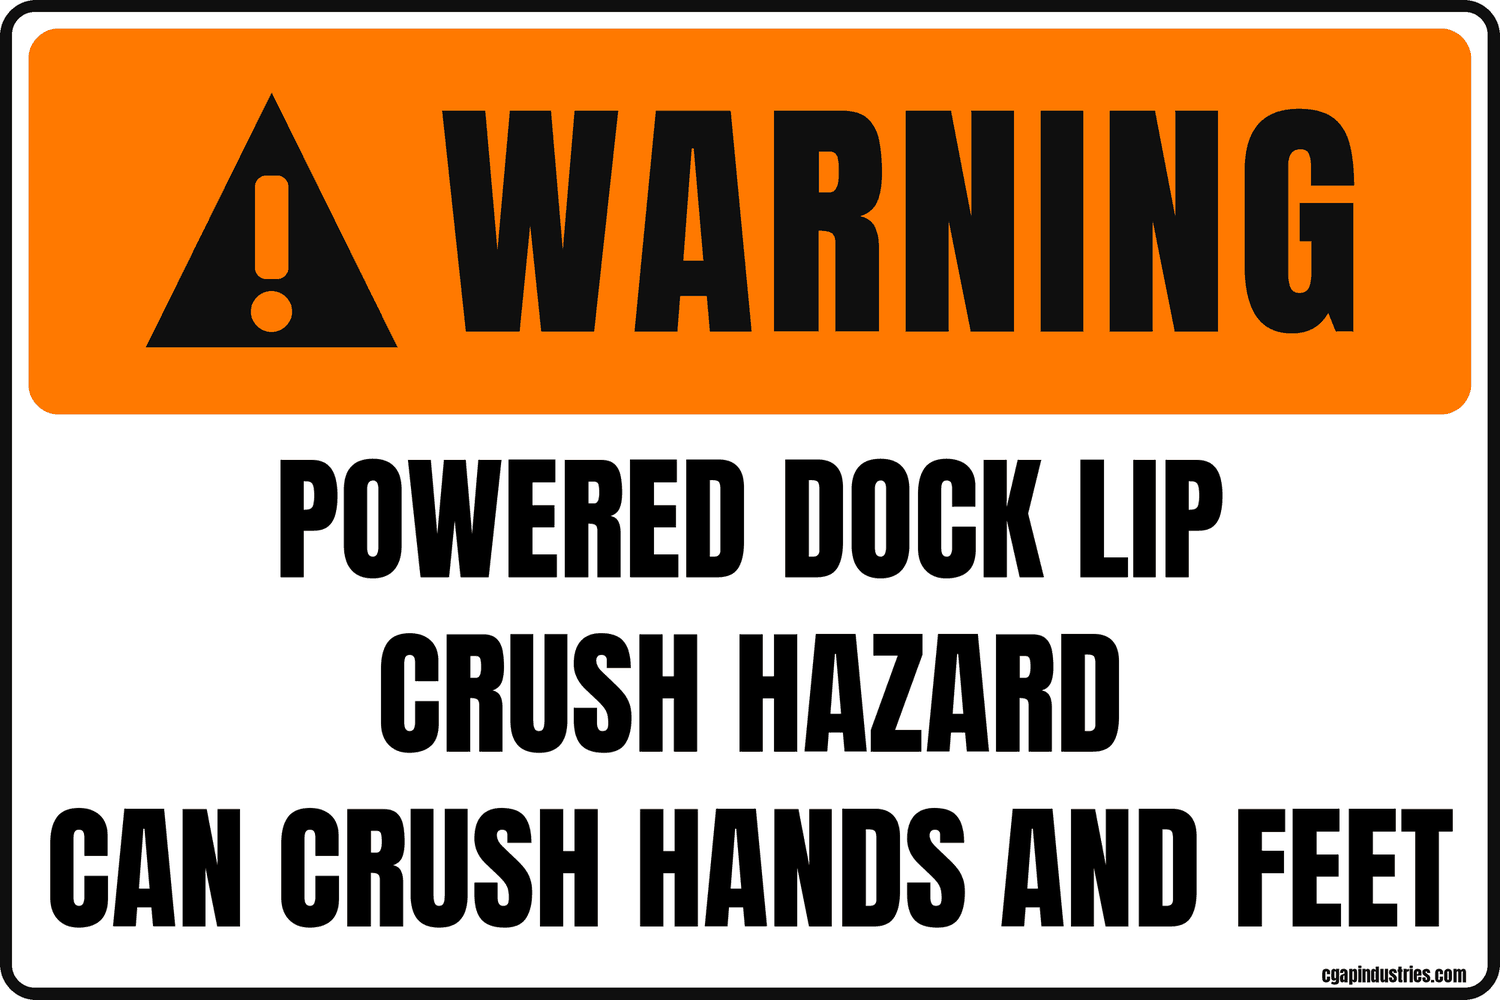 WARNING
POWERED DOCK LIP
CRUSH HAZARD
CAN CRUSH HANDS AND FEET
cgapindustries.com